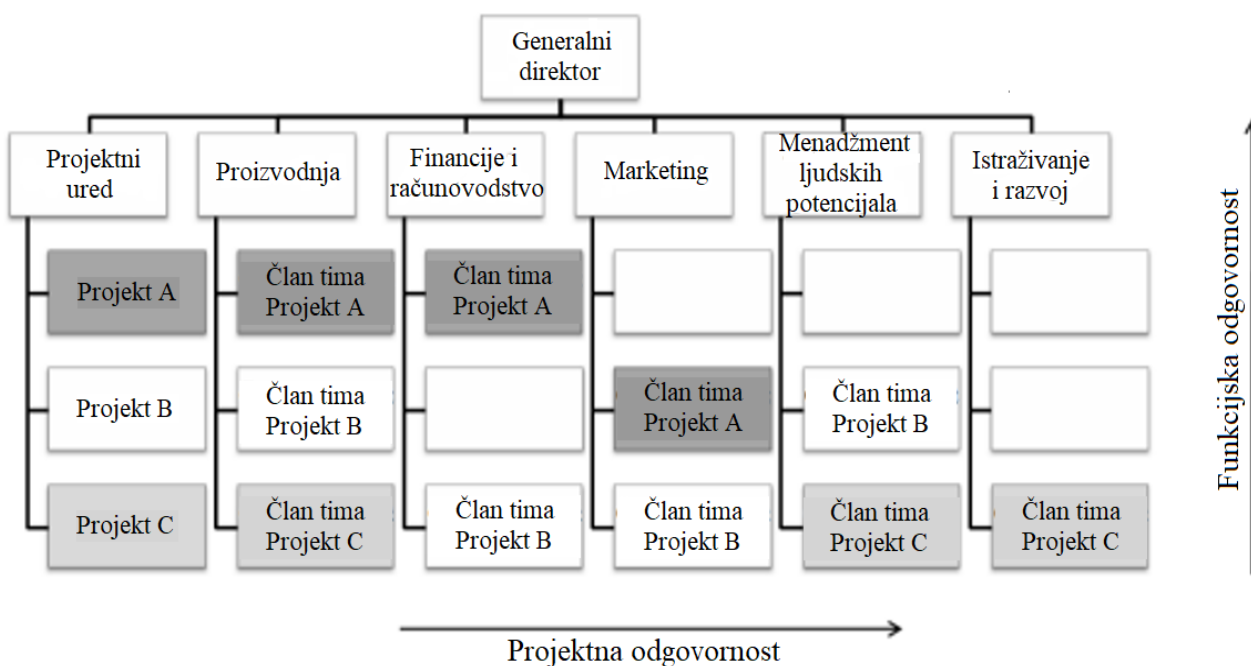 Generalni
direktor
Projektni
ured
Proizvodnja
Financije i
računovodstvo
Marketing
Menadžment
ljudskih
potencijala
Istraživanje
i razvoj
Projekt A
Član tima
Projekt A
Član tima
Projekt A
Projekt B
Član tima
Projekt B
Član tima
Projekt A
Član tima
Projekt B
Projekt C
Član tima
Projekt C
Član tima
Projekt B
Član tima
Projekt B
Član tima
Projekt C
Član tima
Projekt C
Funkcijska odgovornost
Projektna odgovornost